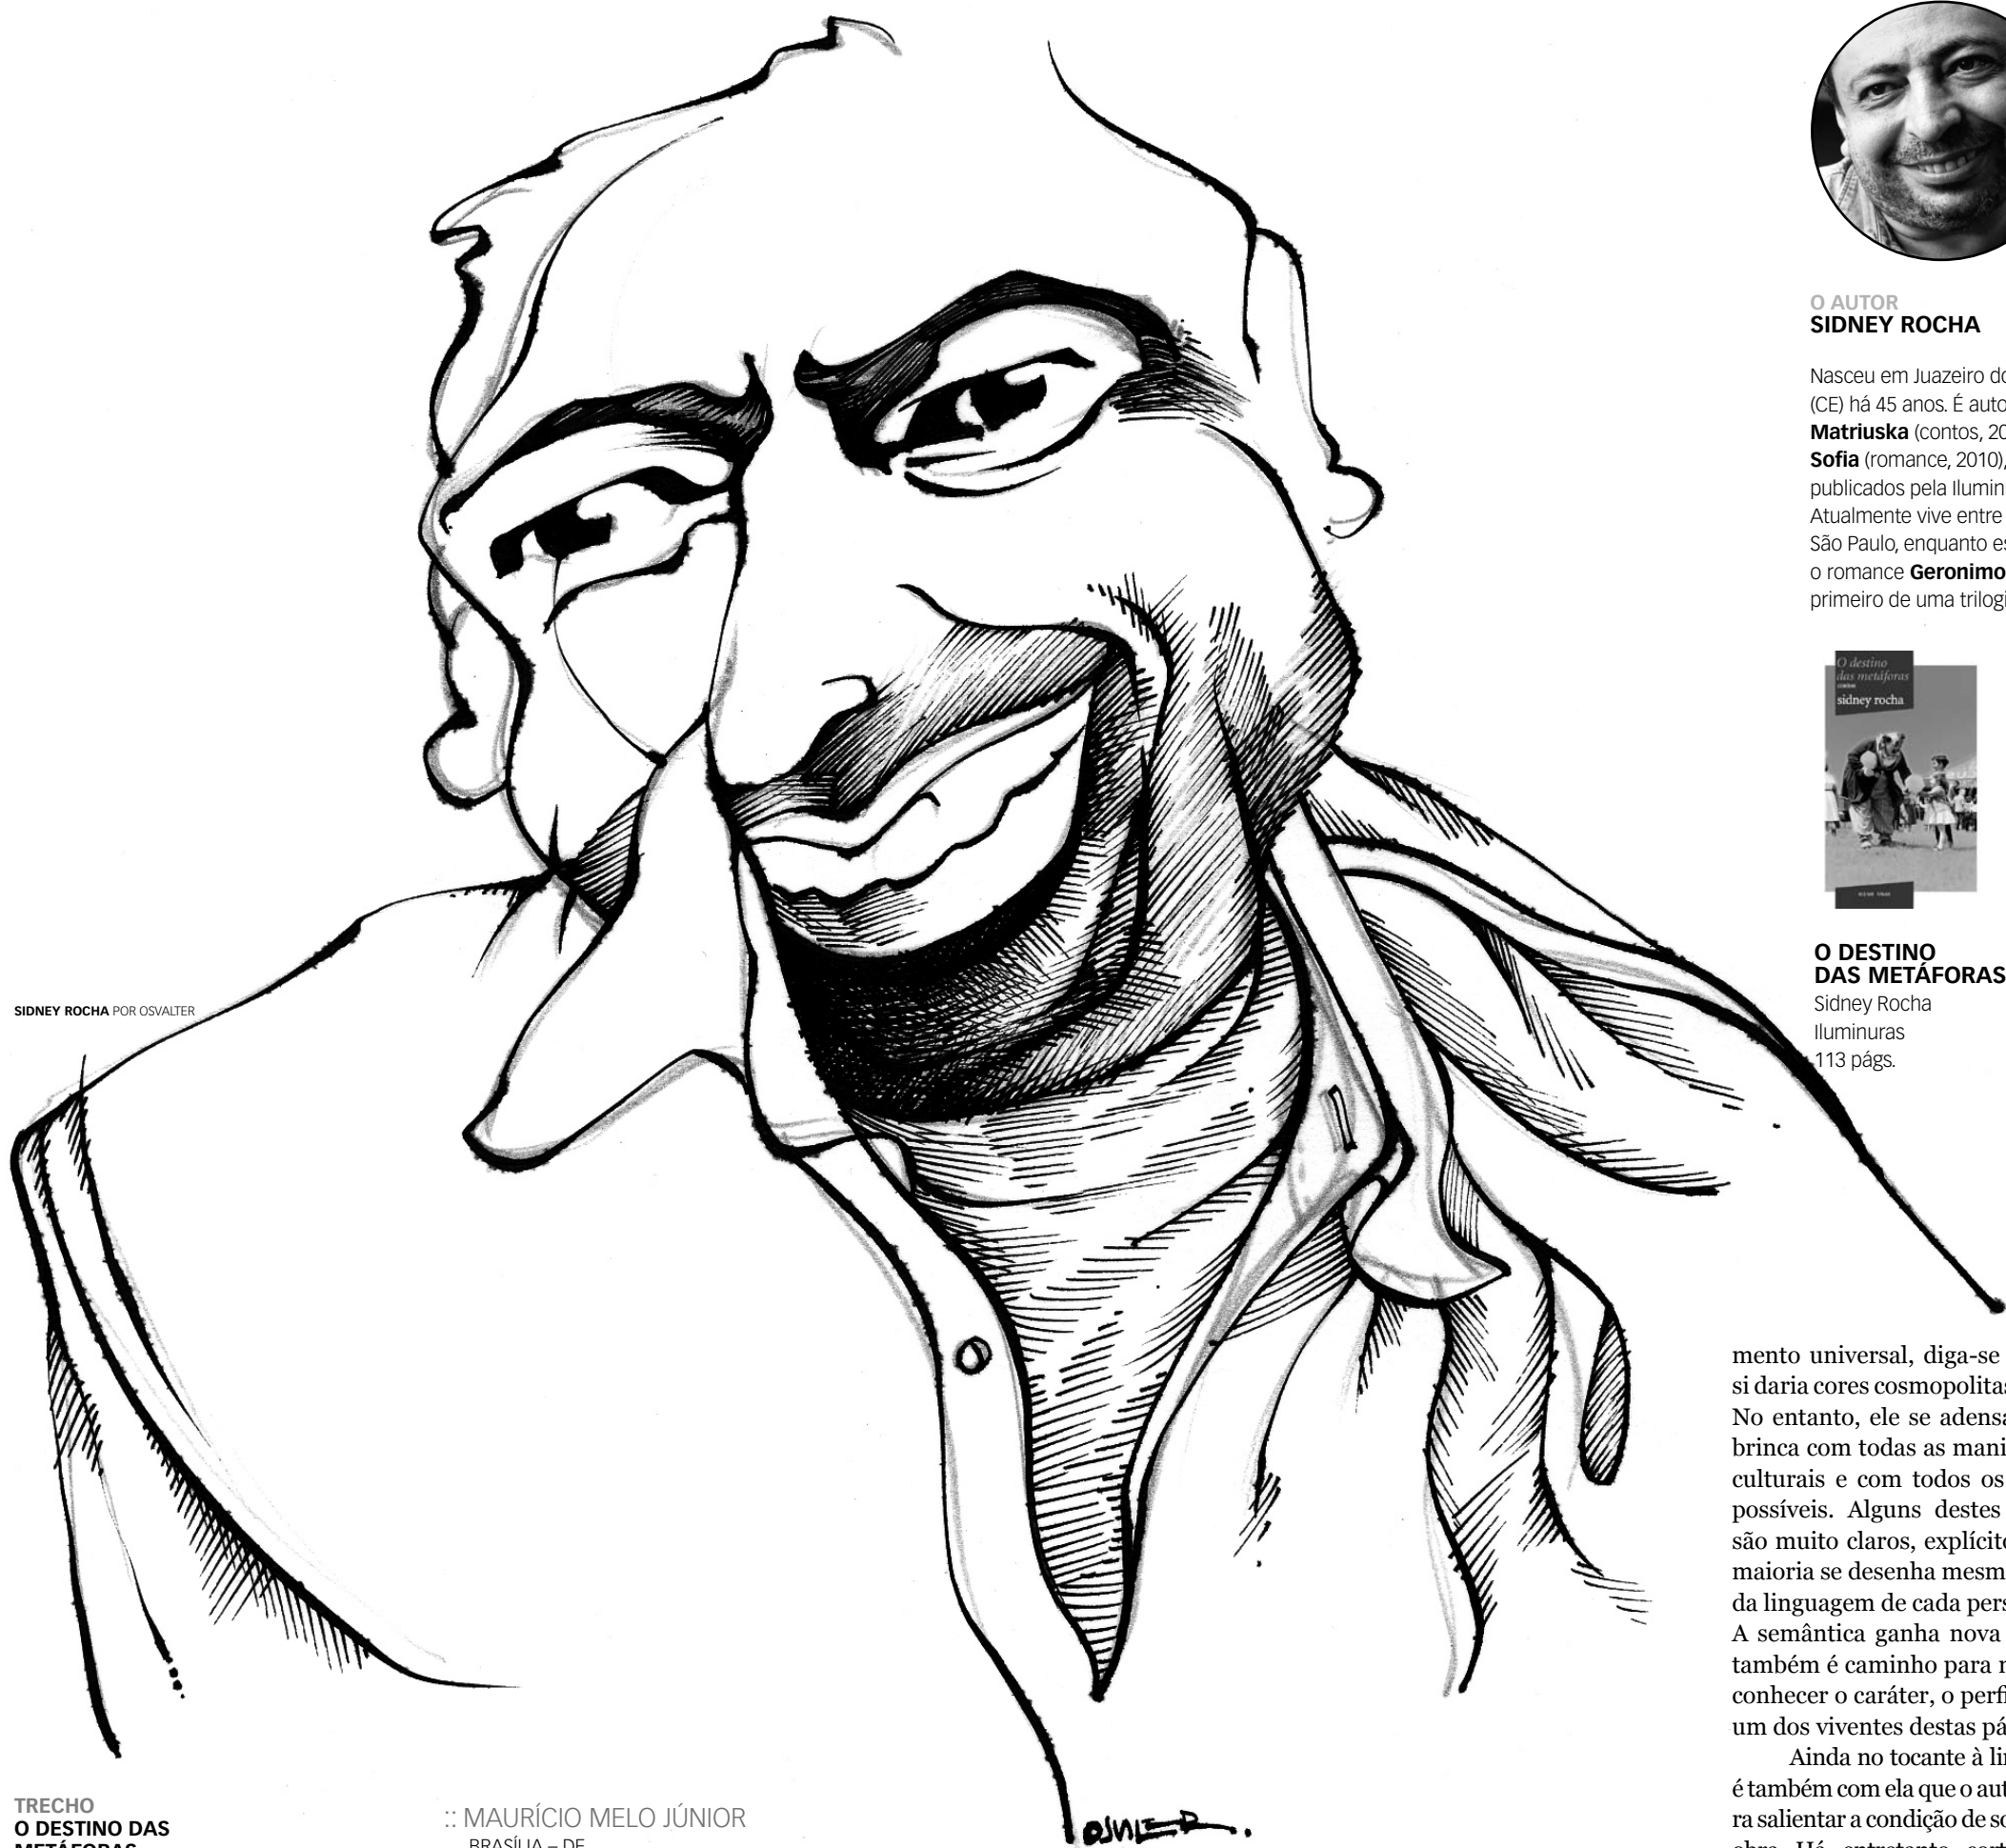 O AUTOR
SIDNEY ROCHA
Nasceu em Juazeiro do
(CE) há 45 anos. É auto
Matriuska (contos, 20
Sofia (romance, 2010),
publicados pela Ilumin
Atualmente vive entre
São Paulo, enquanto es
o romance Geronimo
primeiro de uma trilogi
O destino
das metáforas
contos
sidney rocha
O DESTINO
DAS METÁFORAS
Sidney Rocha
Iluminuras
113 págs.
SIDNEY ROCHA POR OSVALTER
mento universal, diga-se
si daria cores cosmopolitas
No entanto, ele se adensa
brinca com todas as mani
culturais e com todos os
possíveis. Alguns destes
são muito claros, explícito
maioria se desenha mesm
da linguagem de cada pers
A semântica ganha nova
também é caminho para
conhecer o caráter, o perfi
um dos viventes destas pá
Ainda no tocante à lin
é também com ela que o aut
ra salientar a condição de so
TRECHO
O DESTINO DAS
METÁFORAS
:: MAURÍCIO MELO JÚNIOR
BRASÍLIA – DF